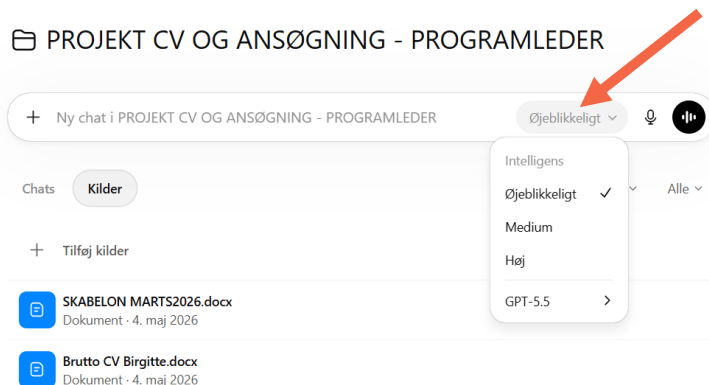 PROJEKT CV OG ANSØGNING - PROGRAMLEDER
Ny chat i PROJEKT CV OG ANSØGNING - PROGRAMLEDER
Øjeblikkeligt
Intelligens
Øjeblikkeligt
Medium
Høj
GPT-5.5
Chats
Kilder
Alle
Tilføj kilder
SKABELON MARTS2026.docx
Dokument · 4. maj 2026
Brutto CV Birgitte.docx
Dokument · 4. maj 2026